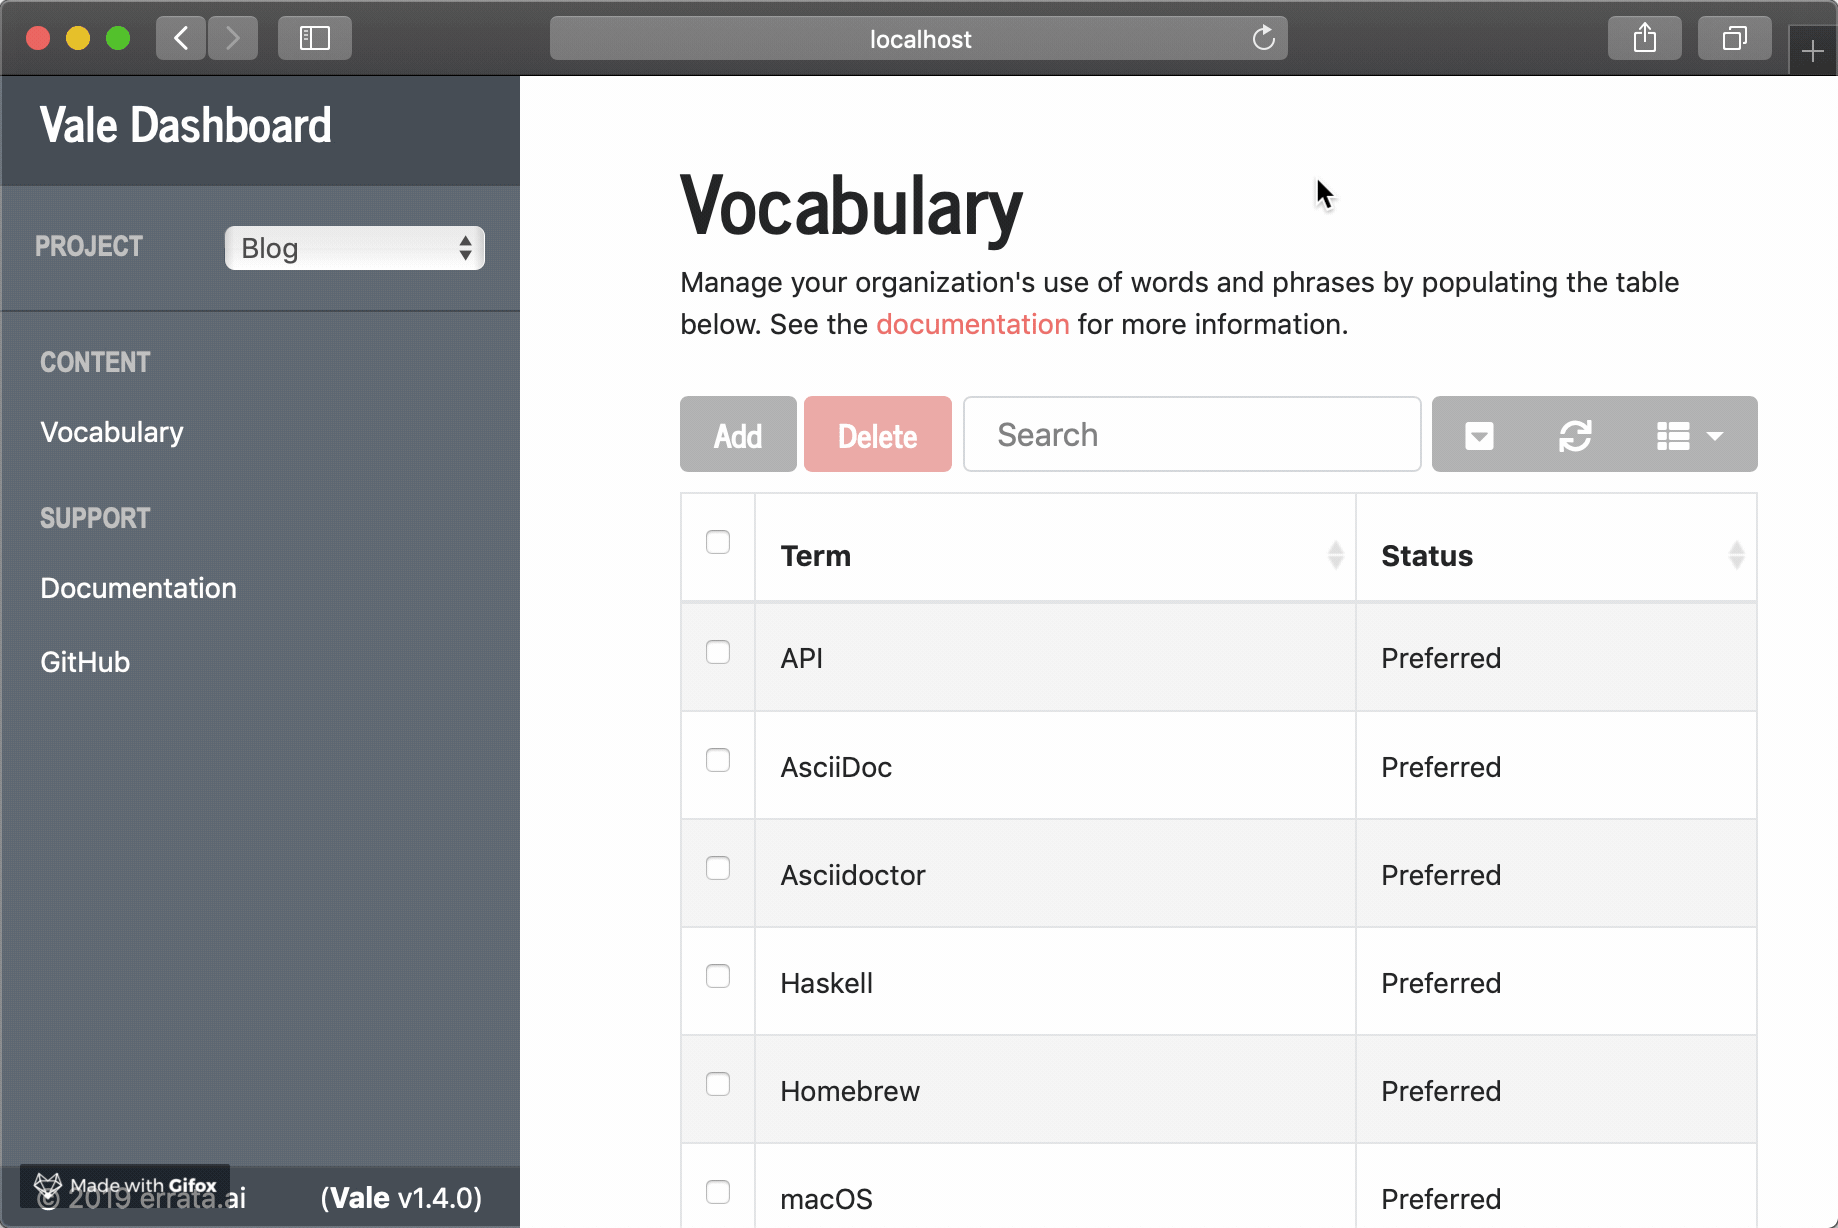 localhost
Vale Dashboard
PROJECT
Blog
CONTENT
Vocabulary
SUPPORT
Documentation
GitHub
Made with Gifox
© 2019 errata.ai
(Vale v1.4.0)
Vocabulary
Manage your organization's use of words and phrases by populating the table
below. See the documentation for more information.
Add
Delete
Search
Term Status
API Preferred
AsciiDoc Preferred
Asciidoctor Preferred
Haskell Preferred
Homebrew Preferred
macOS Preferred